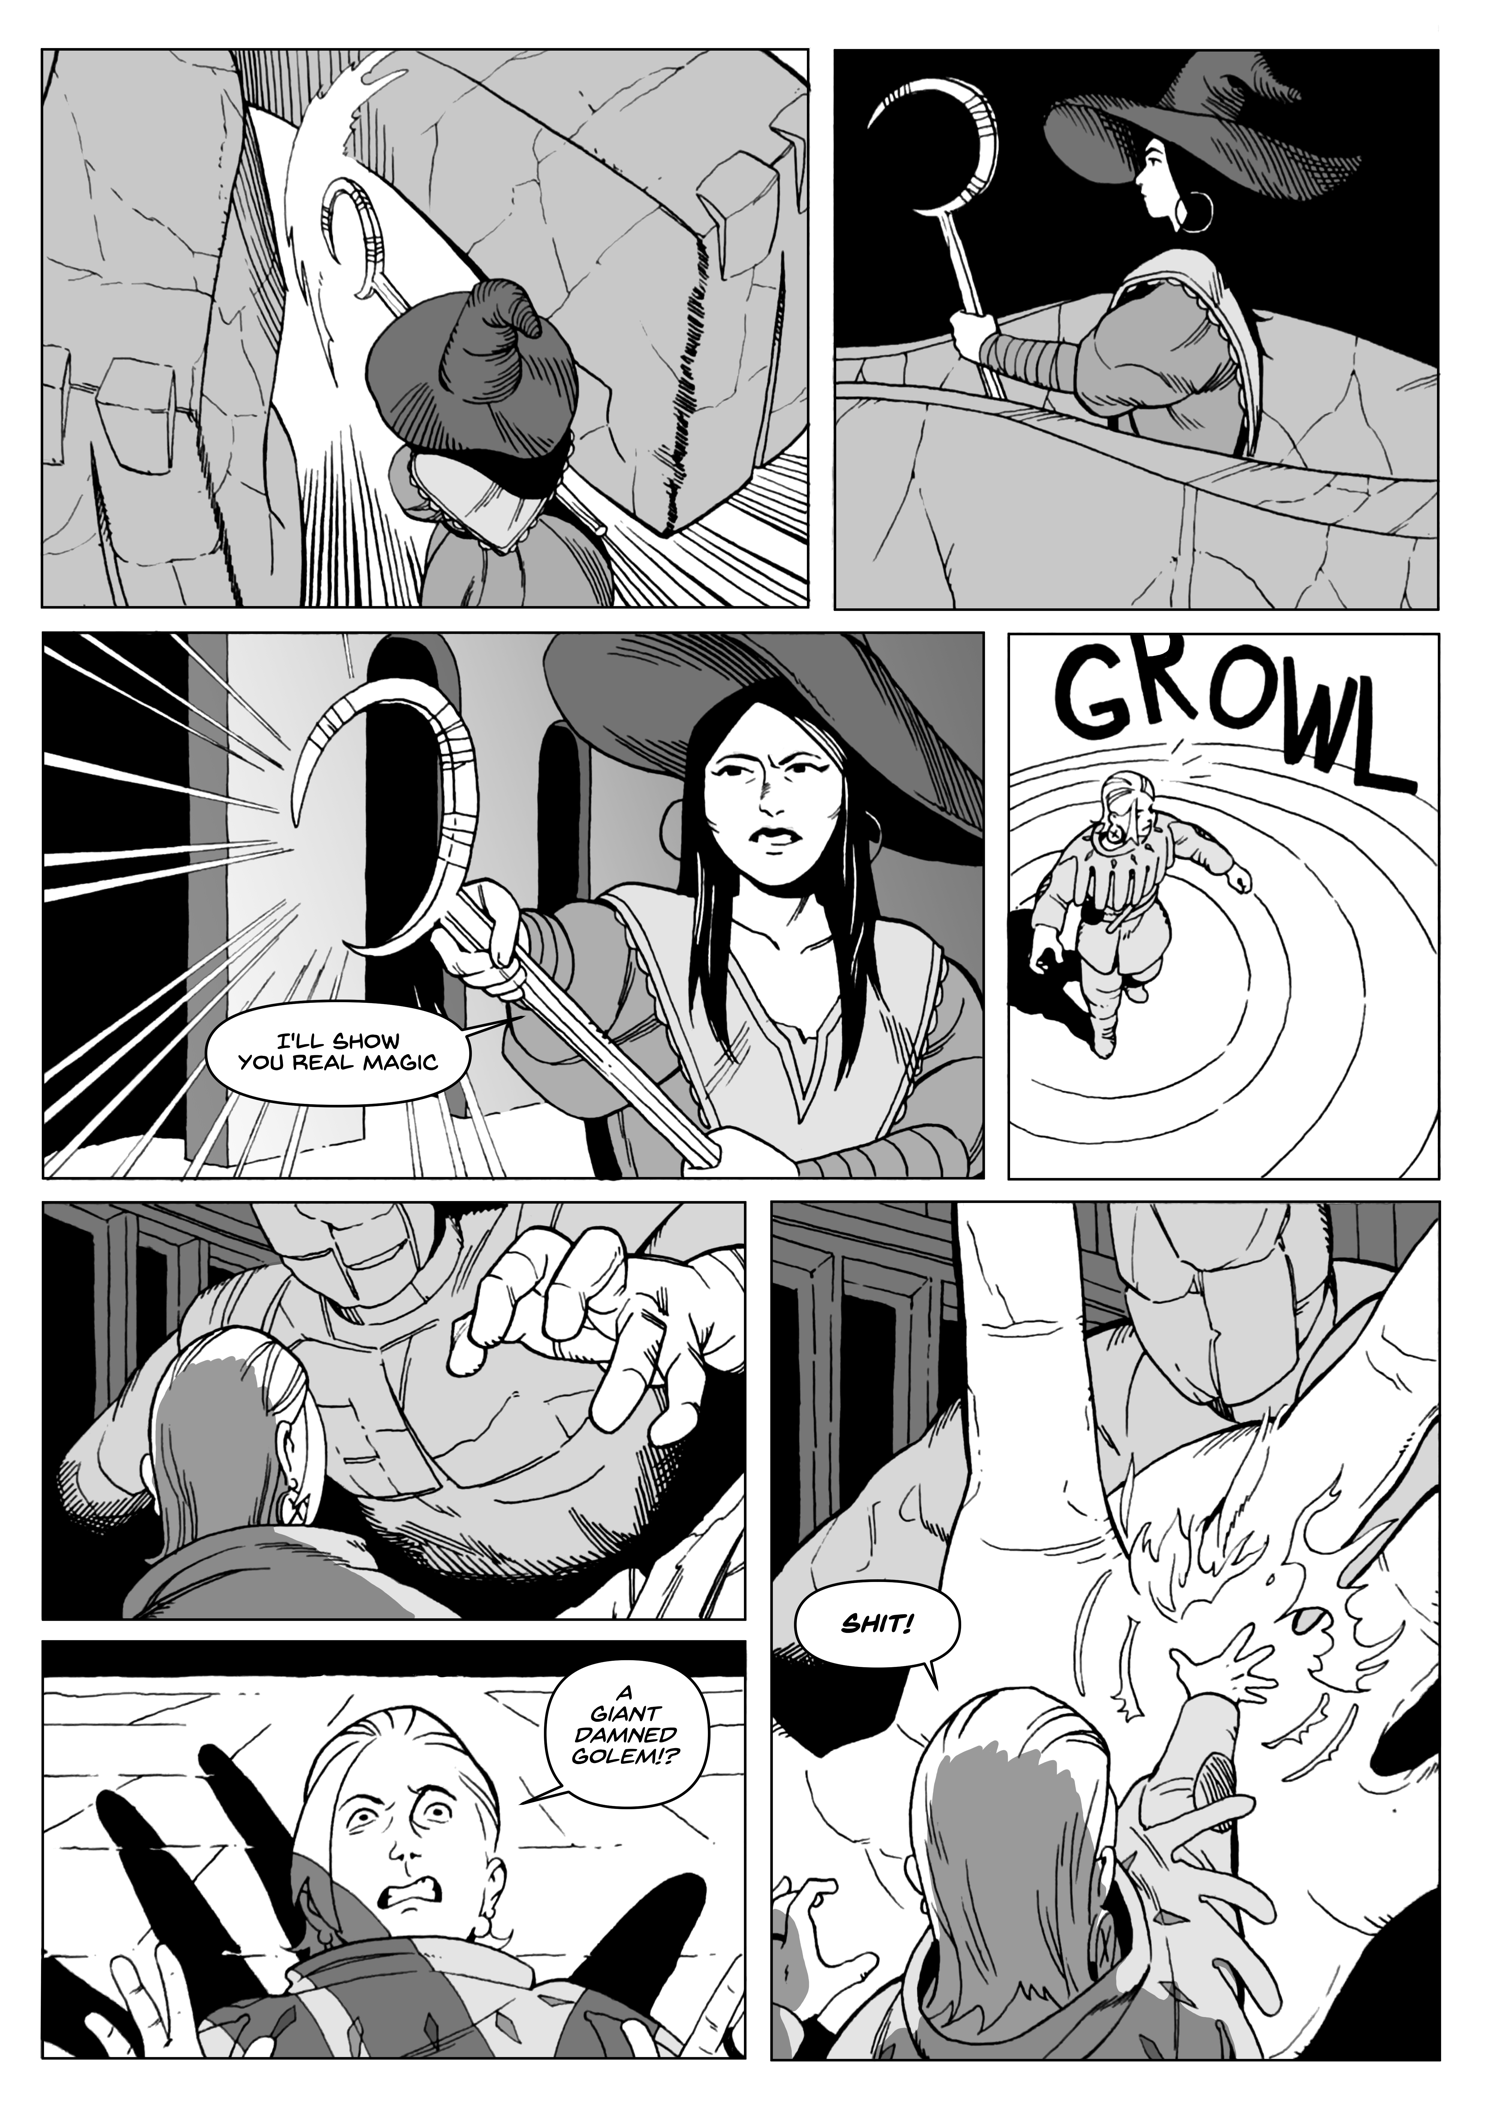 I'LL SHOW
YOU REAL MAGIC
GROWL
A
GIANT
DAMNED
GOLEM!?
SHIT!